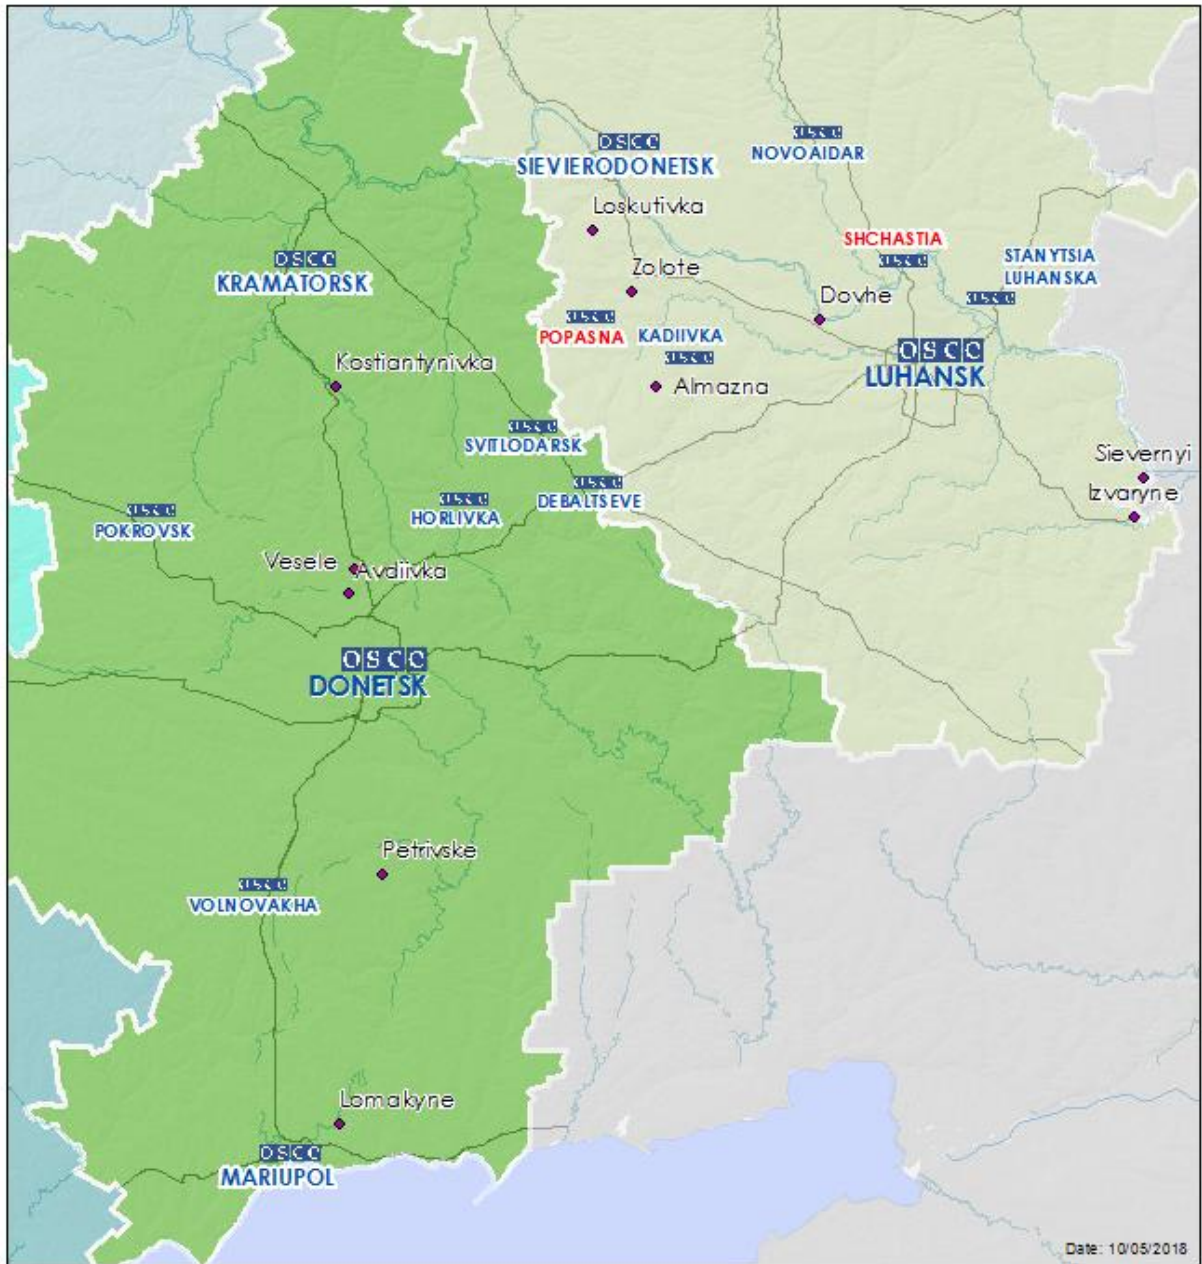 OSCE
NOVOAIDAR
OSCE
SIEVIERODONETSK
Loskutivka
SHCHASTIA
OSCE
OSCE
KRAMATORSK
STANYTSIA
LUHANSKA
OSCE
Zolote
Dovhe
OSCE
POPASNA
KADIIVKA
OSCE
OSCE
LUHANSK
Kostiantynivka
Almazna
OSCE
SVITLODARSK
Sievernyi
Izvaryne
OSCE
DEBALTSEVE
OSCE
HORLIVKA
OSCE
POKROVSK
Vesele
Avdiivka
OSCE
DONETSK
Petrivske
OSCE
VOLNOVAKHA
Lomakyne
OSCE
MARIUPOL
Date: 10/05/2018